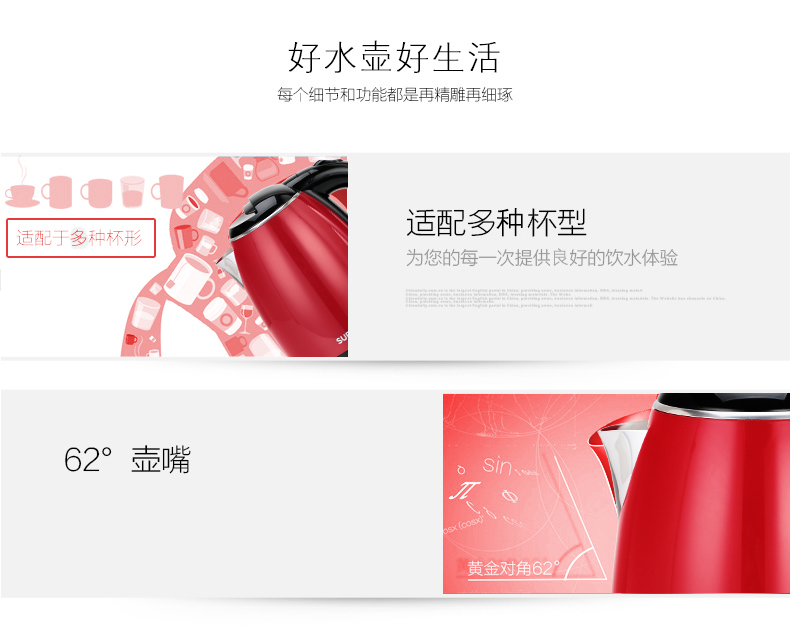 好水壶好生活
每个细节和功能都是再精雕再细琢
适配于多种杯形
SUP
适配多种杯型
为您的每一次提供良好的饮水体验
62° 壶嘴
sin
π
黄金对角62°